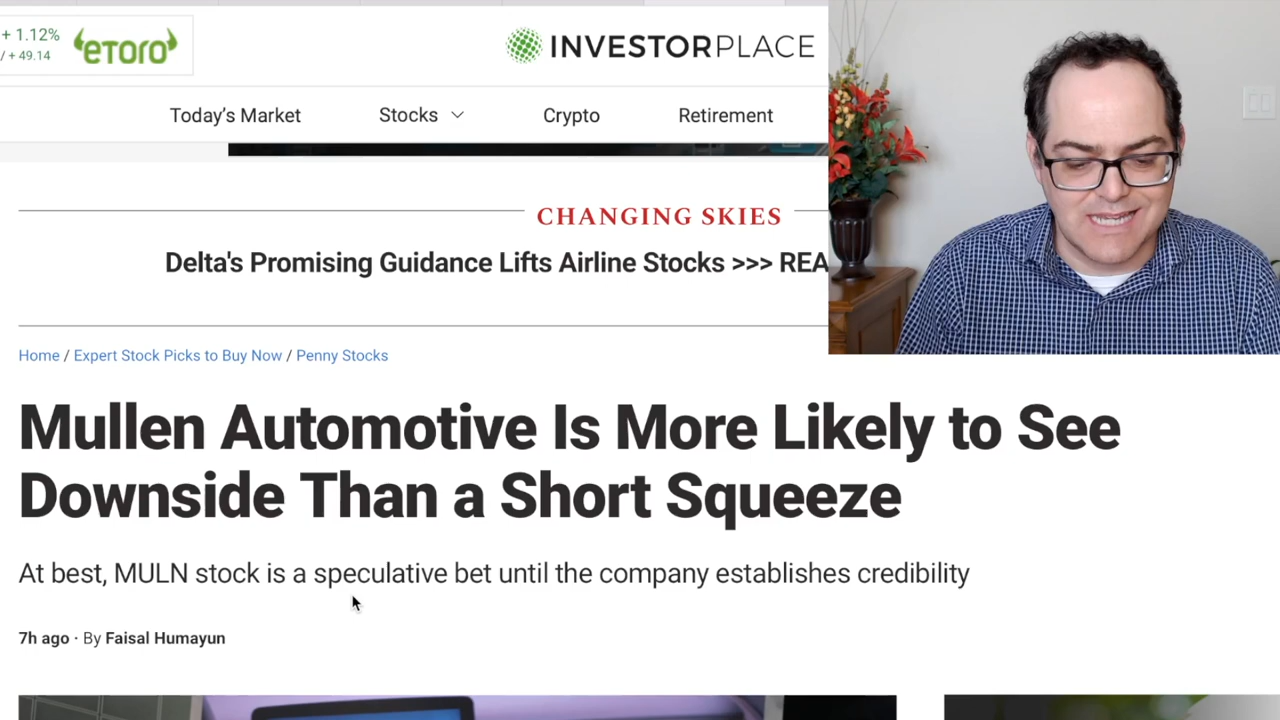 + 1.12%
/ + 49.14
eToro
INVESTORPLACE
Today's Market
Stocks
Crypto
Retirement
CHANGING SKIES
Delta's Promising Guidance Lifts Airline Stocks >>> REA
Home / Expert Stock Picks to Buy Now / Penny Stocks
Mullen Automotive Is More Likely to See
Downside Than a Short Squeeze
At best, MULN stock is a speculative bet until the company establishes credibility
7h ago · By Faisal Humayun